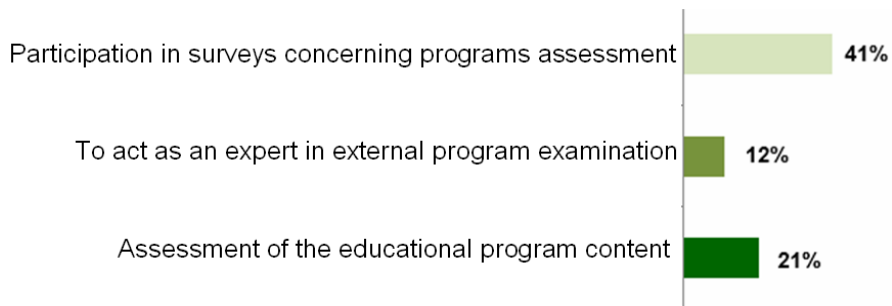 Participation in surveys concerning programs assessment 41%
To act as an expert in external program examination 12%
Assessment of the educational program content 21%